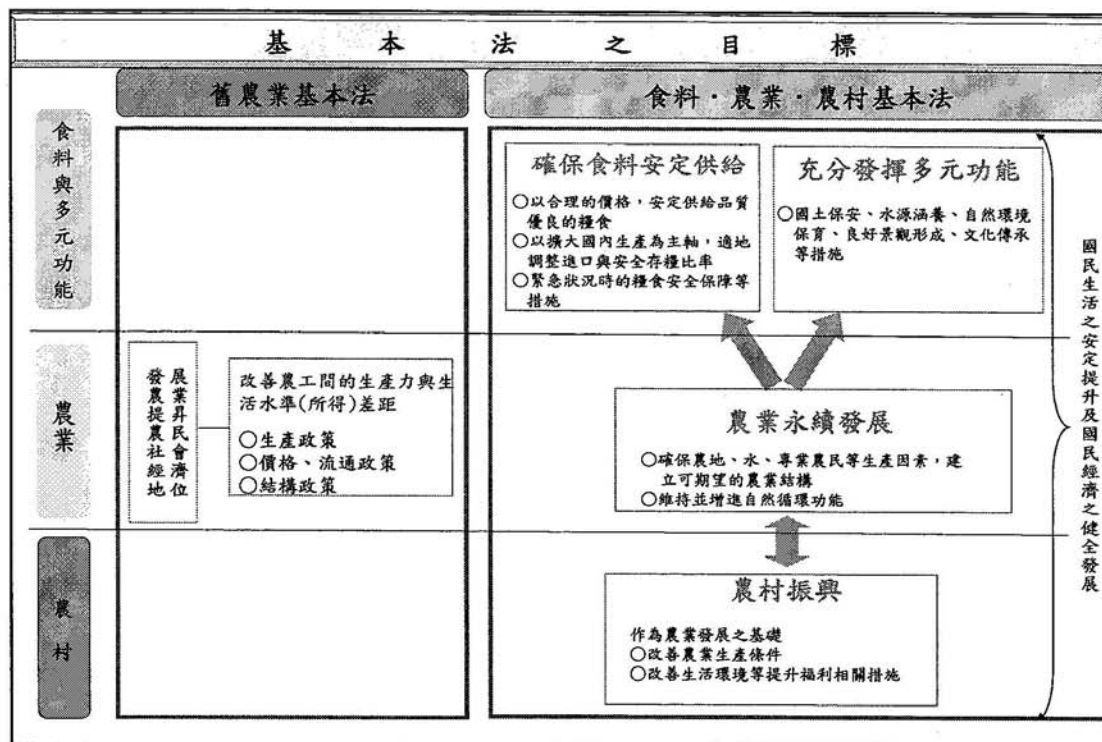 基本法之目標
舊農業基本法
食料·農業·農村基本法
食料與多元功能
確保食料安定供給
○以合理的價格,安定供給品質
優良的糧食
○以擴大國內生產為主軸,適地
調整進口與安全存糧比率
○緊急狀況時的糧食安全保障等
措施
充分發揮多元功能
○國土保安、水源涵養、自然環境
保育、良好景觀形成、文化傳承
等措施
農業
發農提農社經地
展業昇民會濟位
改善農工間的生產力與生
活水準(所得)差距
○生產政策
○價格、流通政策
○結構政策
農業永續發展
○確保農地、水、專業農民等生產因素,建
立可期望的農業結構
○維持並增進自然循環功能
農村
農村振興
作為農業發展之基礎
○改善農業生產條件
○改善生活環境等提升福利相關措施
國民生活之安定提升及國民經濟之健全發展